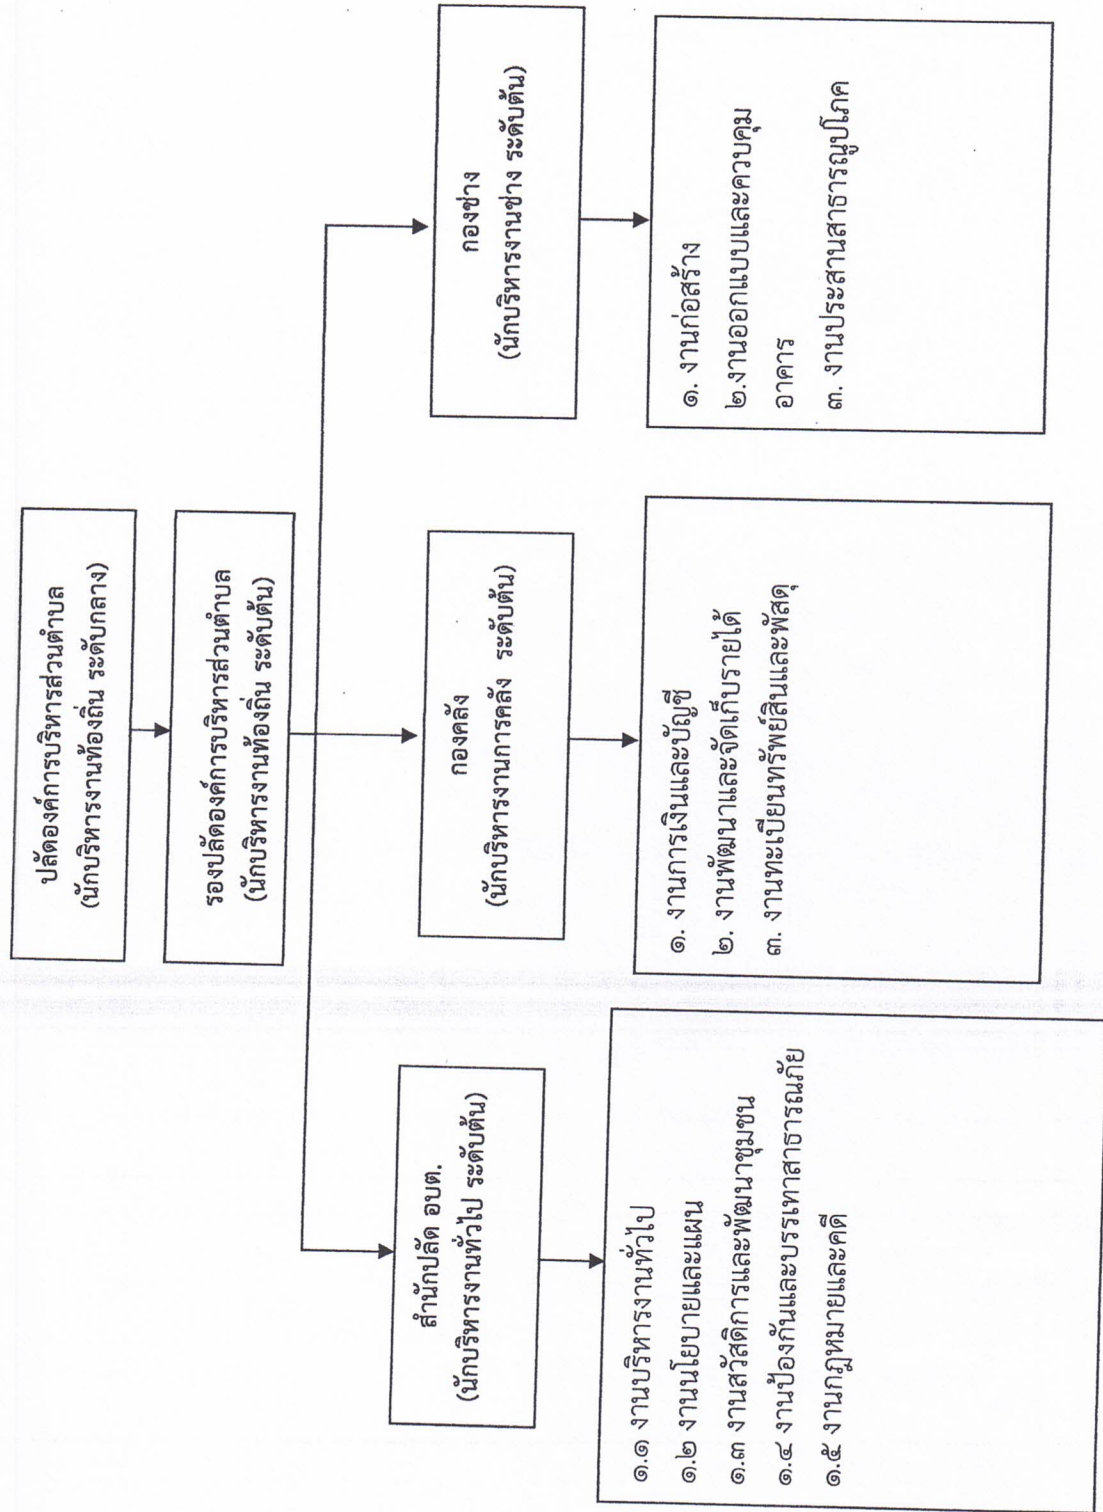 ปลัดองค์การบริหารส่วนตำบล
(นักบริหารงานท้องถิ่น ระดับกลาง)
รองปลัดองค์การบริหารส่วนตำบล
(นักบริหารงานท้องถิ่น ระดับต้น)
สำนักปลัด อบต.
(นักบริหารงานทั่วไป ระดับต้น)
กองคลัง
(นักบริหารงานการคลัง ระดับต้น)
กองช่าง
(นักบริหารงานช่าง ระดับต้น)
๑.๑ งานบริหารงานทั่วไป
๑.๒ งานนโยบายและแผน
๑.๓ งานสวัสดิการและพัฒนาชุมชน
๑.๔ งานป้องกันและบรรเทาสาธารณภัย
๑.๕ งานกฎหมายและคดี
๑. งานการเงินและบัญชี
๒. งานพัฒนาและจัดเก็บรายได้
๓. งานทะเบียนทรัพย์สินและพัสดุ
๑. งานก่อสร้าง
๒.งานออกแบบและควบคุม
อาคาร
๓. งานประสานสาธารณูปโภค